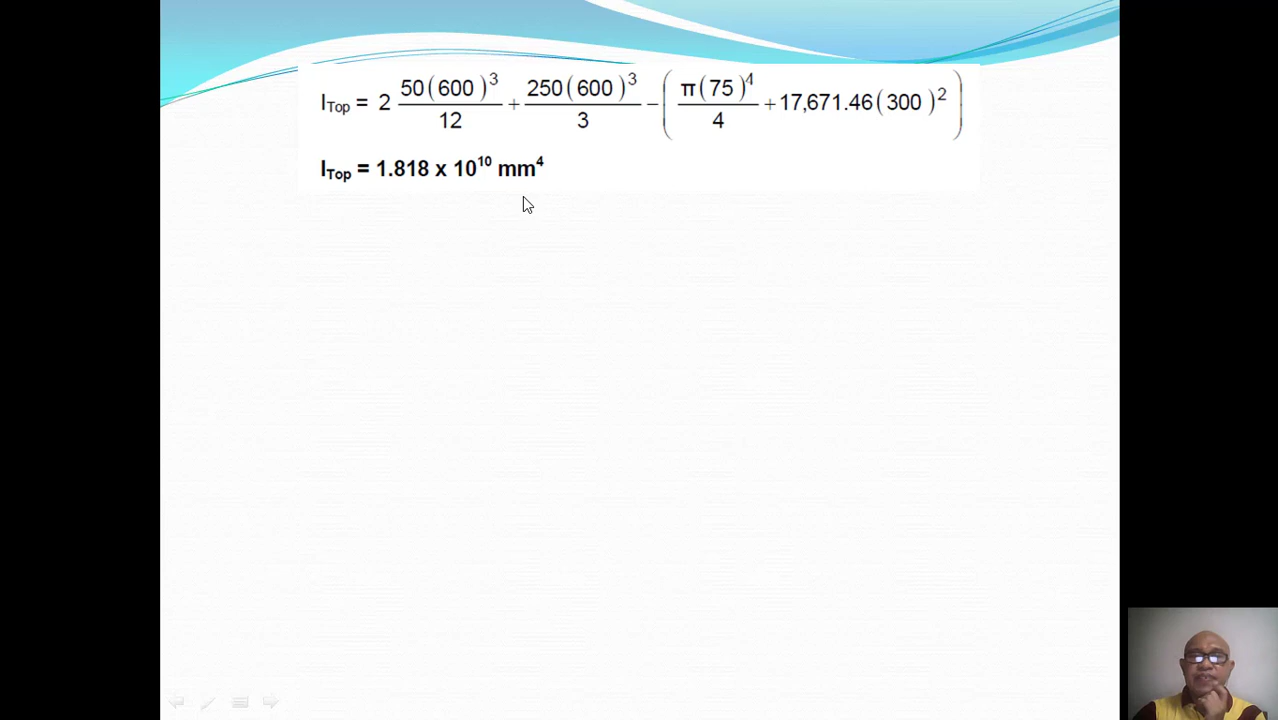 I_Top = 2 50(600)^3/12 + 250(600)^3/3 − (π(75)^4/4 + 17,671.46(300)^2)
I_Top = 1.818 x 10^10 mm^4